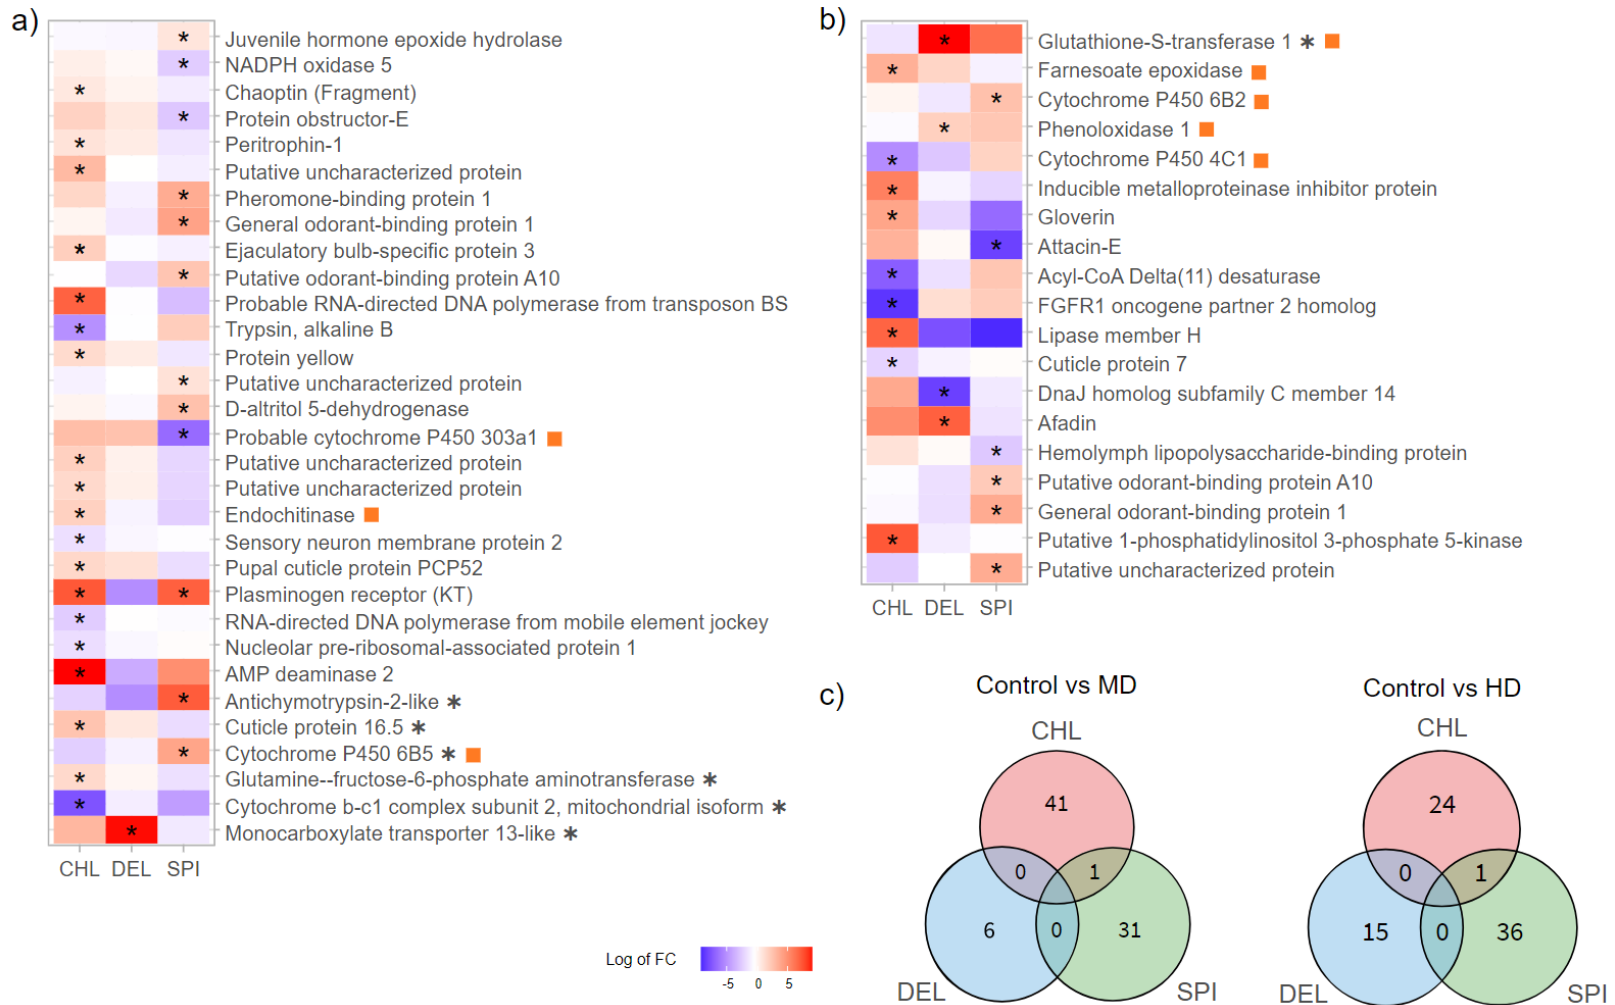 a)
Juvenile hormone epoxide hydrolase
NADPH oxidase 5
Chaoptin (Fragment)
Protein obstructor-E
Peritrophin-1
Putative uncharacterized protein
Pheromone-binding protein 1
General odorant-binding protein 1
Ejaculatory bulb-specific protein 3
Putative odorant-binding protein A10
Probable RNA-directed DNA polymerase from transposon BS
Trypsin, alkaline B
Protein yellow
Putative uncharacterized protein
D-altritol 5-dehydrogenase
Probable cytochrome P450 303a1
Putative uncharacterized protein
Putative uncharacterized protein
Endochitinase
Sensory neuron membrane protein 2
Pupal cuticle protein PCP52
Plasminogen receptor (KT)
RNA-directed DNA polymerase from mobile element jockey
Nucleolar pre-ribosomal-associated protein 1
AMP deaminase 2
Antichymotrypsin-2-like *
Cuticle protein 16.5 *
Cytochrome P450 6B5 *
Glutamine--fructose-6-phosphate aminotransferase *
Cytochrome b-c1 complex subunit 2, mitochondrial isoform *
Monocarboxylate transporter 13-like *
CHL DEL SPI
Log of FC
-5 0 5
b)
Glutathione-S-transferase 1 *
Farnesoate epoxidase
Cytochrome P450 6B2
Phenoloxidase 1
Cytochrome P450 4C1
Inducible metalloproteinase inhibitor protein
Gloverin
Attacin-E
Acyl-CoA Delta(11) desaturase
FGFR1 oncogene partner 2 homolog
Lipase member H
Cuticle protein 7
DnaJ homolog subfamily C member 14
Afadin
Hemolymph lipopolysaccharide-binding protein
Putative odorant-binding protein A10
General odorant-binding protein 1
Putative 1-phosphatidylinositol 3-phosphate 5-kinase
Putative uncharacterized protein
CHL DEL SPI
c)
Control vs MD
CHL
41
0 1
6 0 31
DEL SPI
Control vs HD
CHL
24
0 1
15 0 36
DEL SPI